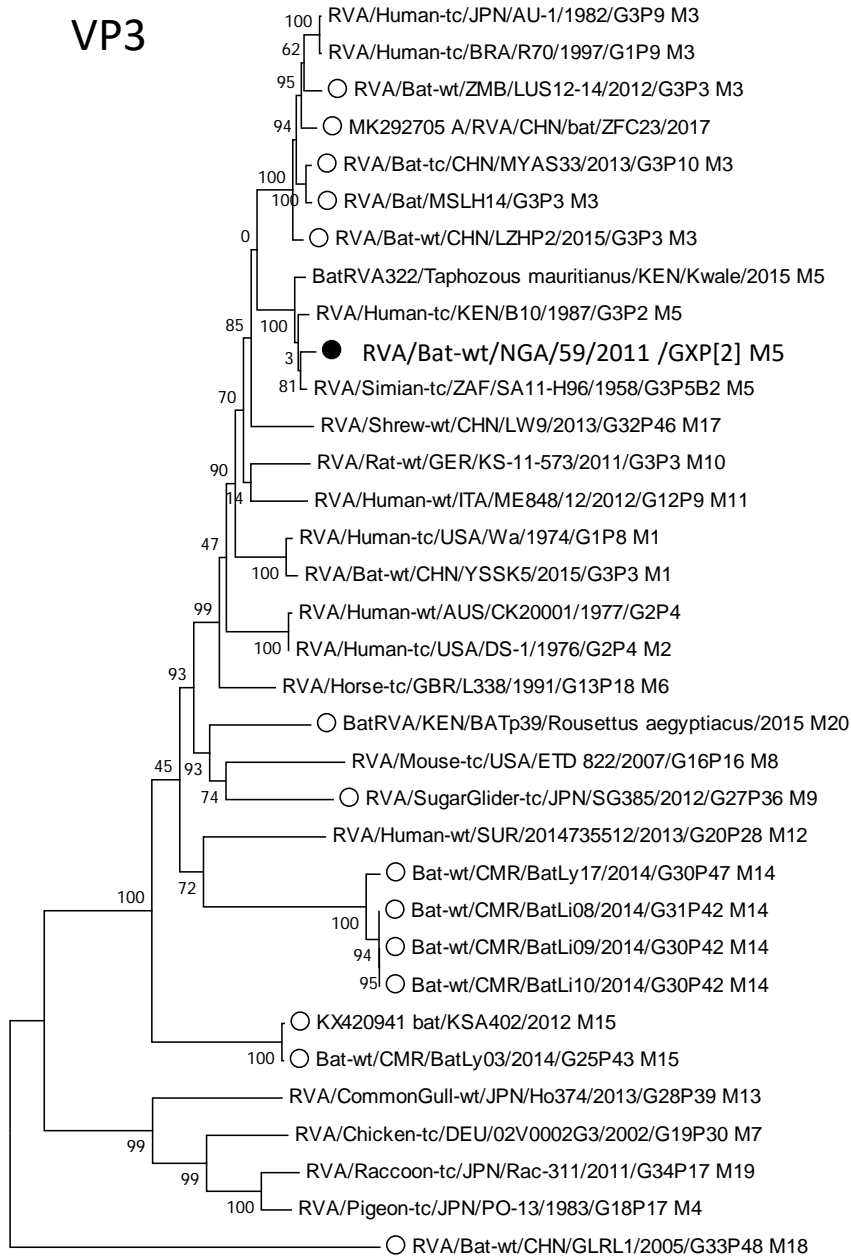 VP3
RVA/Human-tc/JPN/AU-1/1982/G3P9 M3
100
RVA/Human-tc/BRA/R70/1997/G1P9 M3
62
RVA/Bat-wt/ZMB/LUS12-14/2012/G3P3 M3
95
MK292705 A/RVA/CHN/bat/ZFC23/2017
94
RVA/Bat-tc/CHN/MYAS33/2013/G3P10 M3
100
RVA/Bat/MSLH14/G3P3 M3
100
RVA/Bat-wt/CHN/LZHP2/2015/G3P3 M3
0
BatRVA322/Taphozous mauritianus/KEN/Kwale/2015 M5
RVA/Human-tc/KEN/B10/1987/G3P2 M5
100
85
RVA/Bat-wt/NGA/59/2011 /GXP[2] M5
3
RVA/Simian-tc/ZAF/SA11-H96/1958/G3P5B2 M5
81
70
RVA/Shrew-wt/CHN/LW9/2013/G32P46 M17
RVA/Rat-wt/GER/KS-11-573/2011/G3P3 M10
90
14
RVA/Human-wt/ITA/ME848/12/2012/G12P9 M11
RVA/Human-tc/USA/Wa/1974/G1P8 M1
47
RVA/Bat-wt/CHN/YSSK5/2015/G3P3 M1
100
RVA/Human-wt/AUS/CK20001/1977/G2P4
99
RVA/Human-tc/USA/DS-1/1976/G2P4 M2
100
RVA/Horse-tc/GBR/L338/1991/G13P18 M6
93
BatRVA/KEN/BATp39/Rousettus aegyptiacus/2015 M20
RVA/Mouse-tc/USA/ETD 822/2007/G16P16 M8
45
93
RVA/SugarGlider-tc/JPN/SG385/2012/G27P36 M9
74
RVA/Human-wt/SUR/2014735512/2013/G20P28 M12
Bat-wt/CMR/BatLy17/2014/G30P47 M14
72
100
Bat-wt/CMR/BatLi08/2014/G31P42 M14
100
Bat-wt/CMR/BatLi09/2014/G30P42 M14
94
Bat-wt/CMR/BatLi10/2014/G30P42 M14
95
KX420941 bat/KSA402/2012 M15
Bat-wt/CMR/BatLy03/2014/G25P43 M15
100
RVA/CommonGull-wt/JPN/Ho374/2013/G28P39 M13
RVA/Chicken-tc/DEU/02V0002G3/2002/G19P30 M7
99
RVA/Raccoon-tc/JPN/Rac-311/2011/G34P17 M19
99
RVA/Pigeon-tc/JPN/PO-13/1983/G18P17 M4
100
RVA/Bat-wt/CHN/GLRL1/2005/G33P48 M18